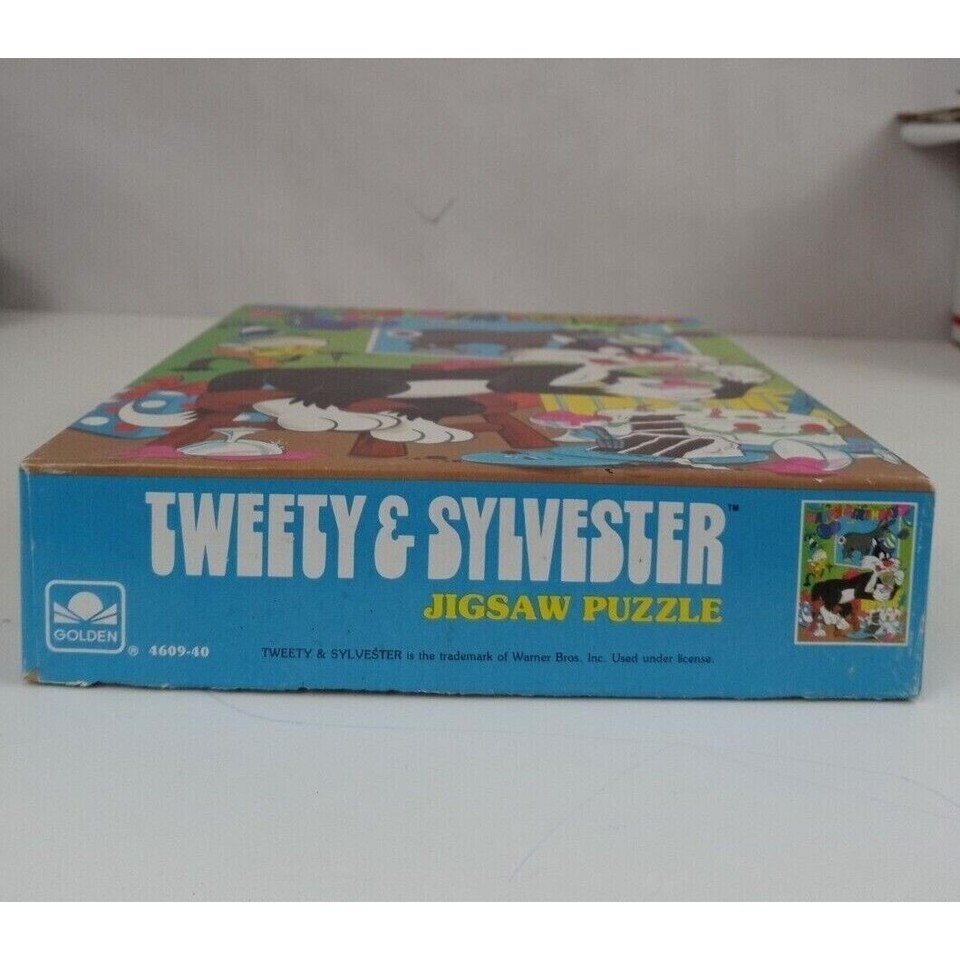 TWEETY & SYLVESTER™
JIGSAW PUZZLE
GOLDEN
® 4609-40
TWEETY & SYLVESTER is the trademark of Warner Bros. Inc. Used under license.